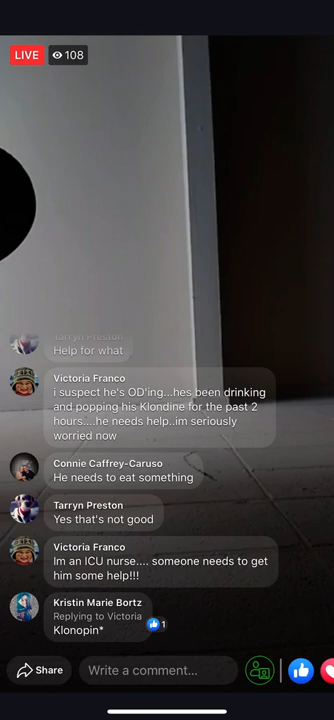 LIVE 108
Tarryn Preston
Help for what
Victoria Franco
i suspect he's OD'ing...hes been drinking
and popping his Klondine for the past 2
hours....he needs help..im seriously
worried now
Connie Caffrey-Caruso
He needs to eat something
Tarryn Preston
Yes that's not good
Victoria Franco
Im an ICU nurse.... someone needs to get
him some help!!!
Kristin Marie Bortz
Replying to Victoria
Klonopin*
1
Share
Write a comment...